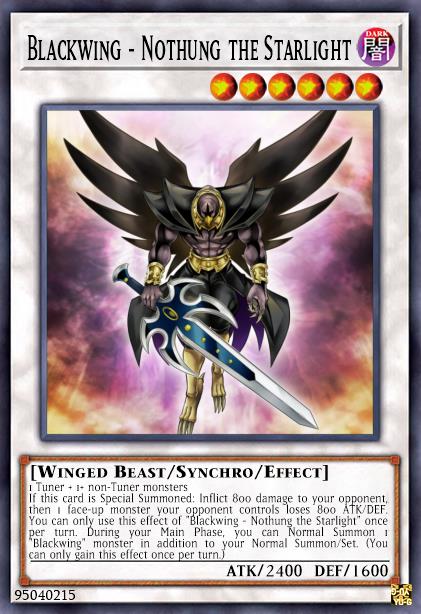 BLACKWING - NOTHUNG THE STARLIGHT
DARK
闇
[WINGED BEAST/SYNCHRO/EFFECT]
1 Tuner + 1+ non-Tuner monsters
If this card is Special Summoned: Inflict 800 damage to your opponent,
then 1 face-up monster your opponent controls loses 800 ATK/DEF.
You can only use this effect of "Blackwing - Nothung the Starlight" once
per turn. During your Main Phase, you can Normal Summon 1
"Blackwing" monster in addition to your Normal Summon/Set. (You
can only gain this effect once per turn.)
ATK/2400 DEF/1600
95040215